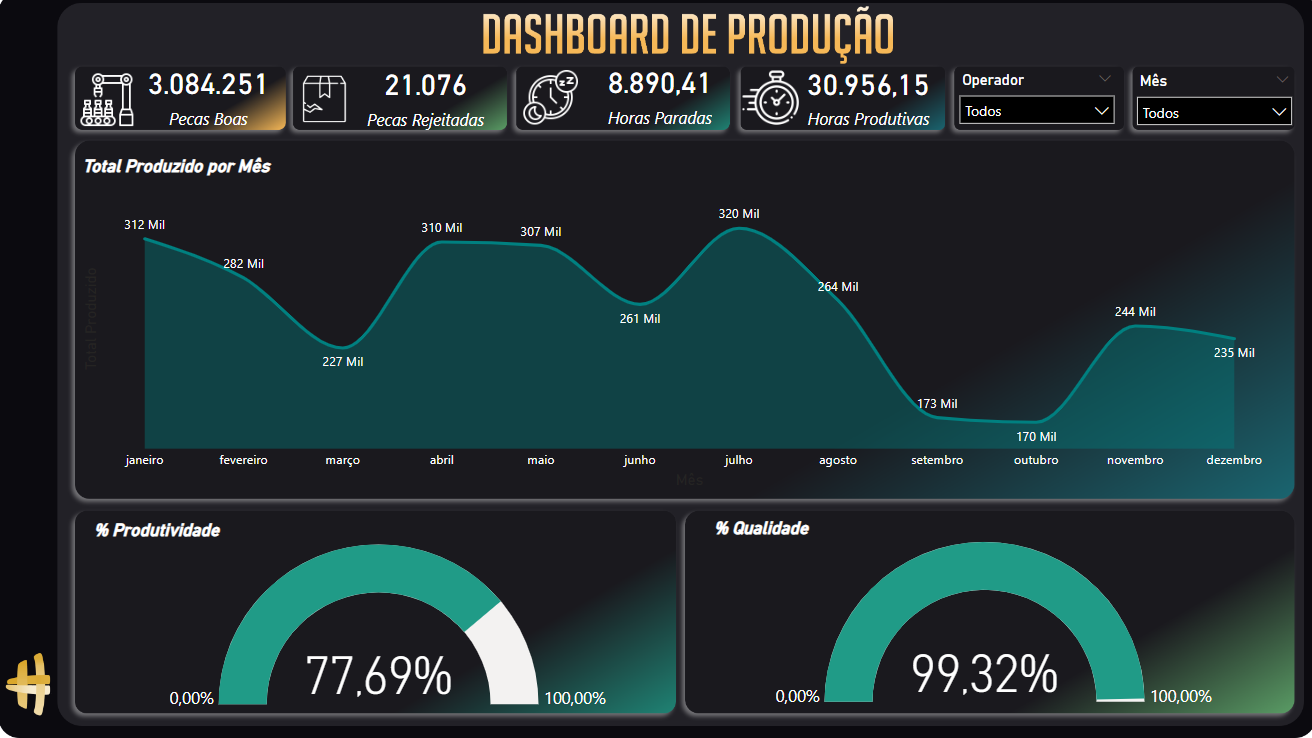 DASHBOARD DE PRODUÇÃO
3.084.251
Pecas Boas
21.076
Pecas Rejeitadas
8.890,41
Horas Paradas
30.956,15
Horas Produtivas
Operador
Todos
Mês
Todos
Total Produzido por Mês
Total Produzido
312 Mil
282 Mil
227 Mil
310 Mil
307 Mil
261 Mil
320 Mil
264 Mil
173 Mil
170 Mil
244 Mil
235 Mil
janeiro
fevereiro
março
abril
maio
junho
julho
agosto
setembro
outubro
novembro
dezembro
Mês
% Produtividade
77,69%
0,00%
100,00%
% Qualidade
99,32%
0,00%
100,00%